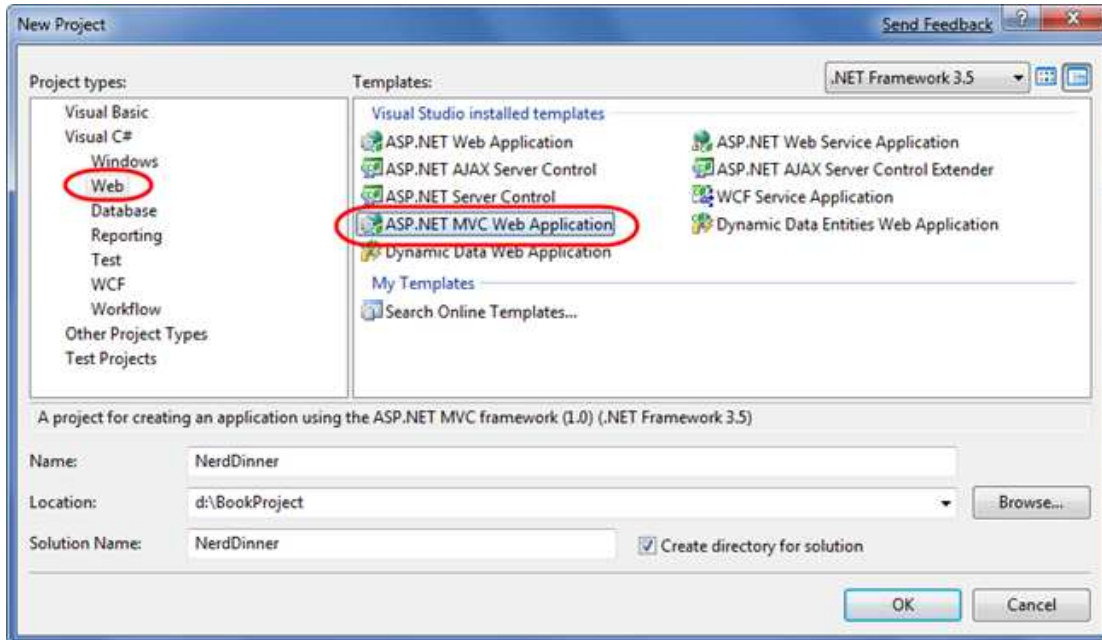 New Project
Send Feedback
?
Project types:
Templates:
.NET Framework 3.5
Visual Basic
Visual C#
Windows
Web
Database
Reporting
Test
WCF
Workflow
Other Project Types
Test Projects
Visual Studio installed templates
ASP.NET Web Application
ASP.NET AJAX Server Control
ASP.NET Server Control
ASP.NET MVC Web Application
Dynamic Data Web Application
ASP.NET Web Service Application
ASP.NET AJAX Server Control Extender
WCF Service Application
Dynamic Data Entities Web Application
My Templates
Search Online Templates...
A project for creating an application using the ASP.NET MVC framework (1.0) (.NET Framework 3.5)
Name:
NerdDinner
Location:
d:\BookProject
Browse...
Solution Name:
NerdDinner
Create directory for solution
OK
Cancel